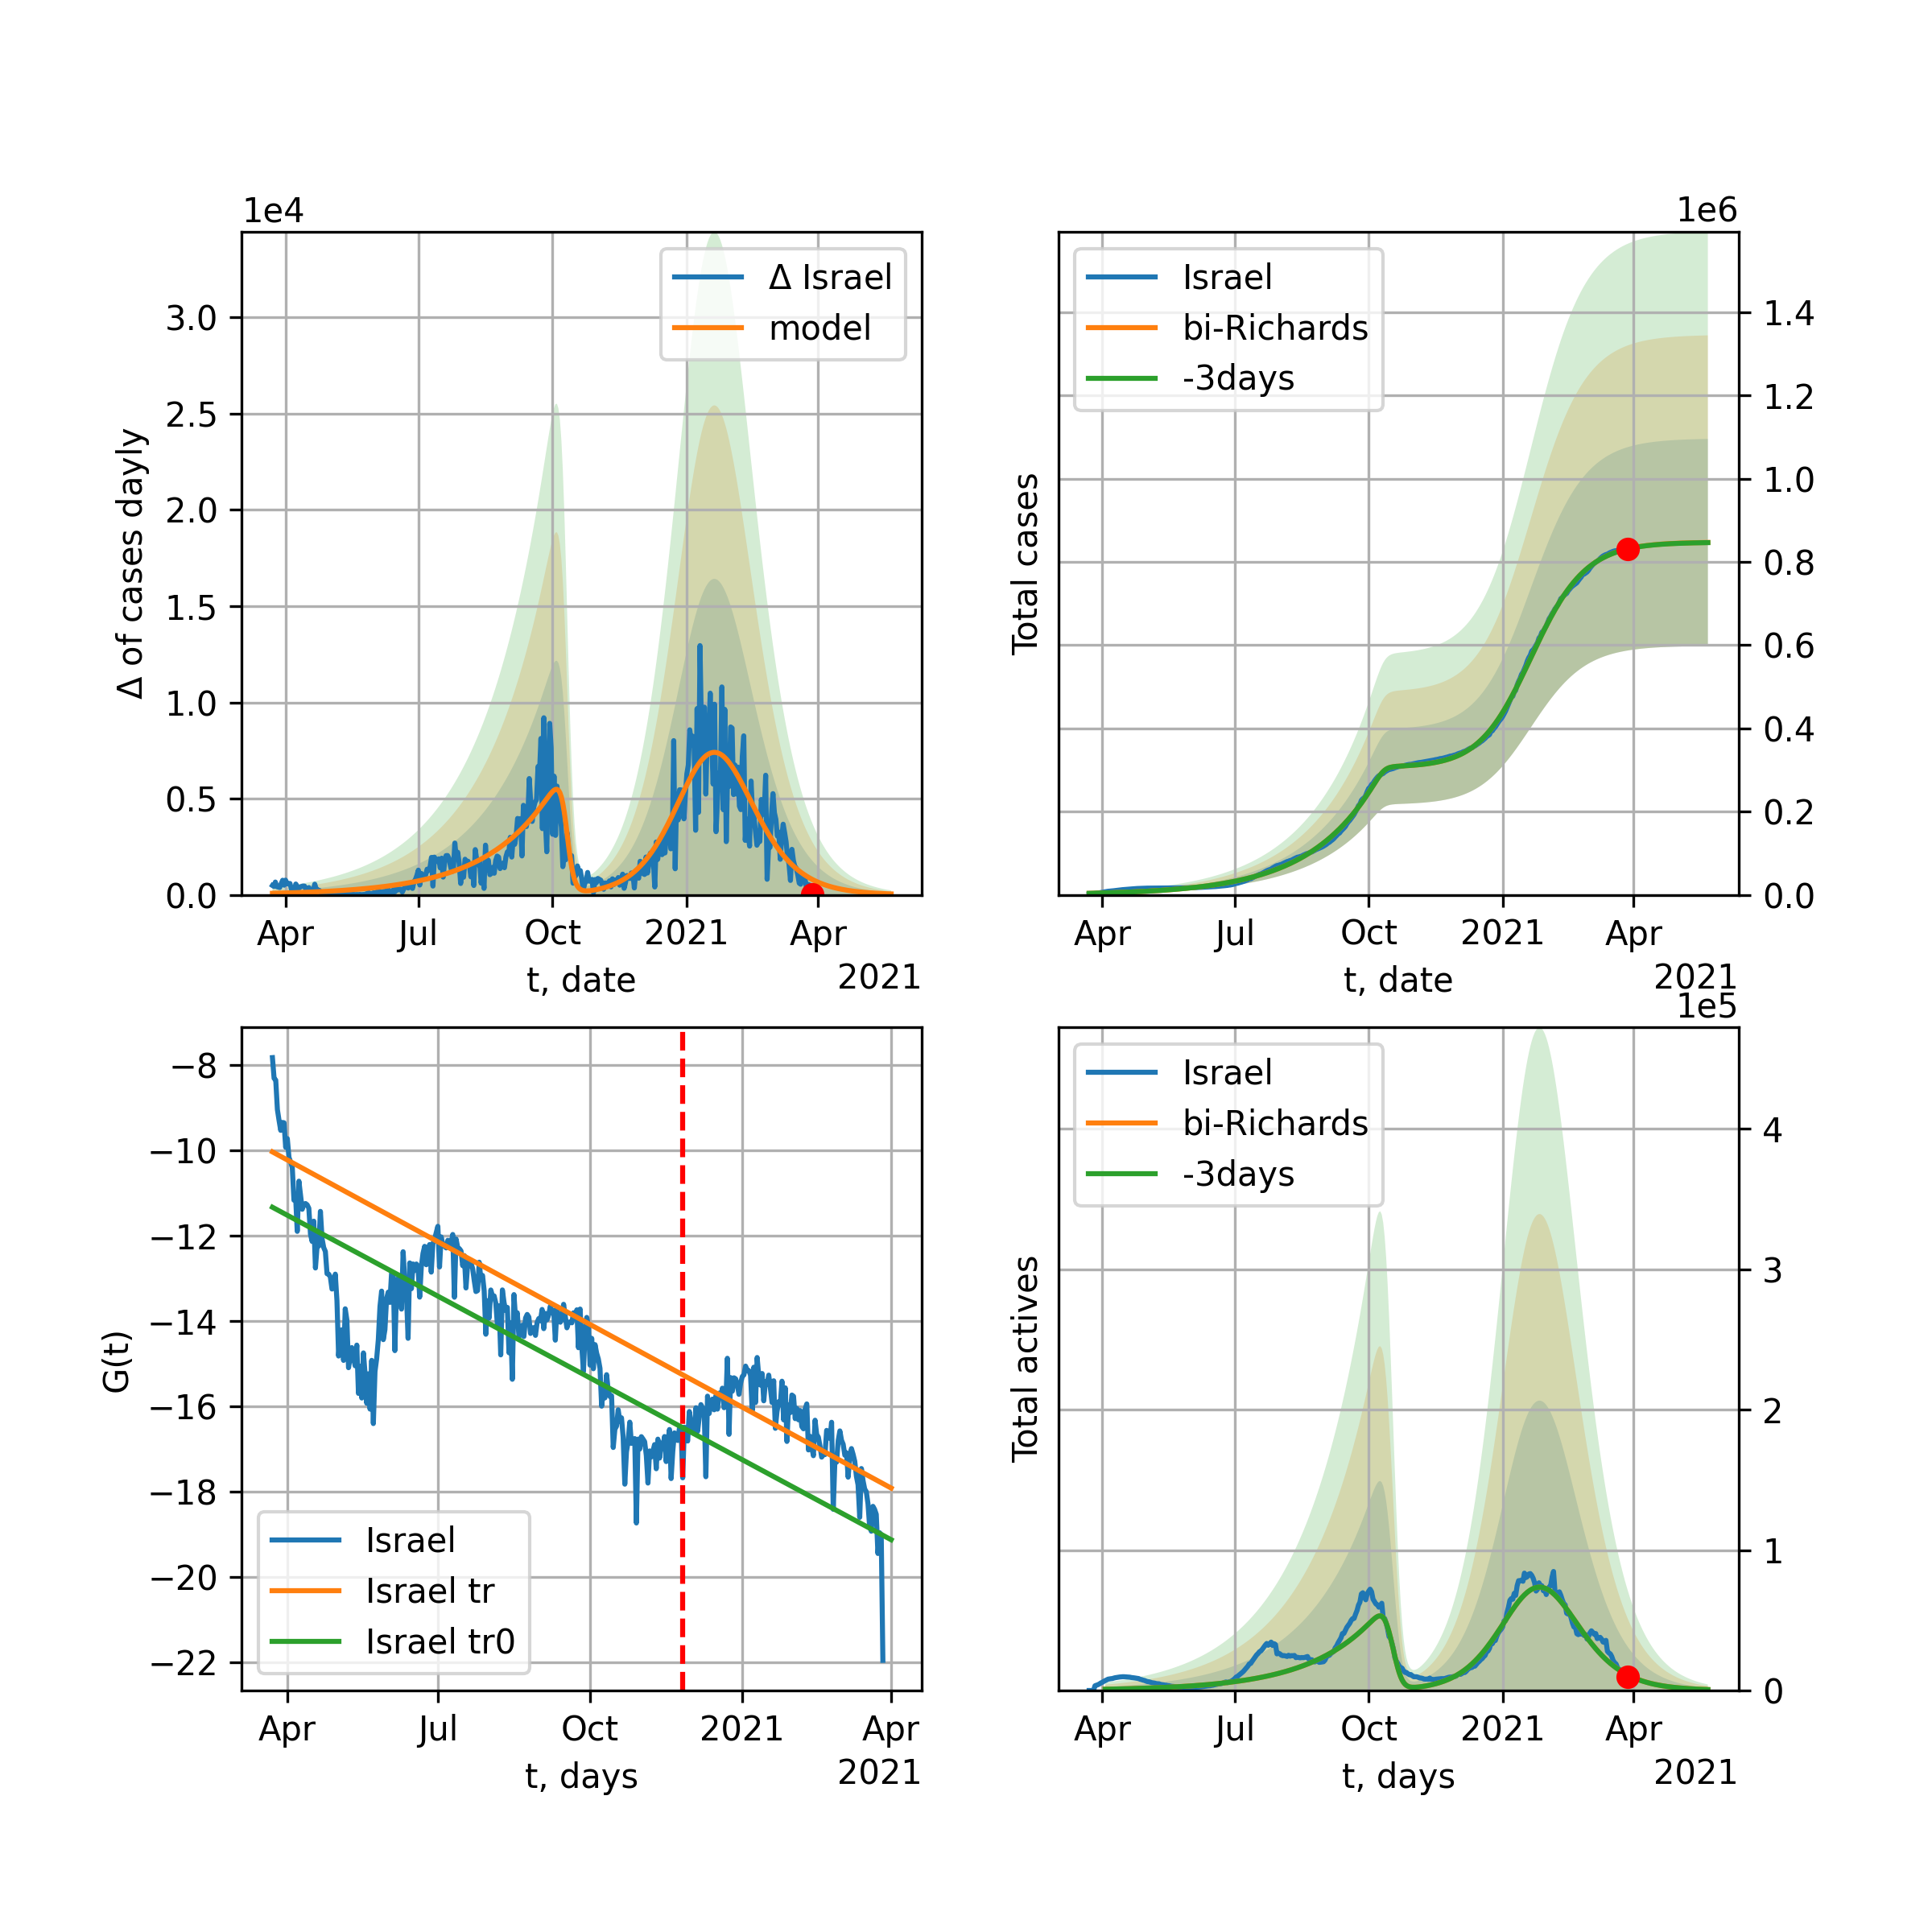 1e4
Δ of cases dayly
3.0
2.5
2.0
1.5
1.0
0.5
0.0
Δ Israel
model
Apr Jul Oct 2021 Apr
t, date
2021
1e6
Total cases
Israel
bi-Richards
-3days
1.4
1.2
1.0
0.8
0.6
0.4
0.2
0.0
Apr Jul Oct 2021 Apr
t, date
2021
G(t)
−8
−10
−12
−14
−16
−18
−20
−22
Israel
Israel tr
Israel tr0
Apr Jul Oct 2021 Apr
t, days
2021
1e5
Total actives
Israel
bi-Richards
-3days
4
3
2
1
0
Apr Jul Oct 2021 Apr
t, days
2021